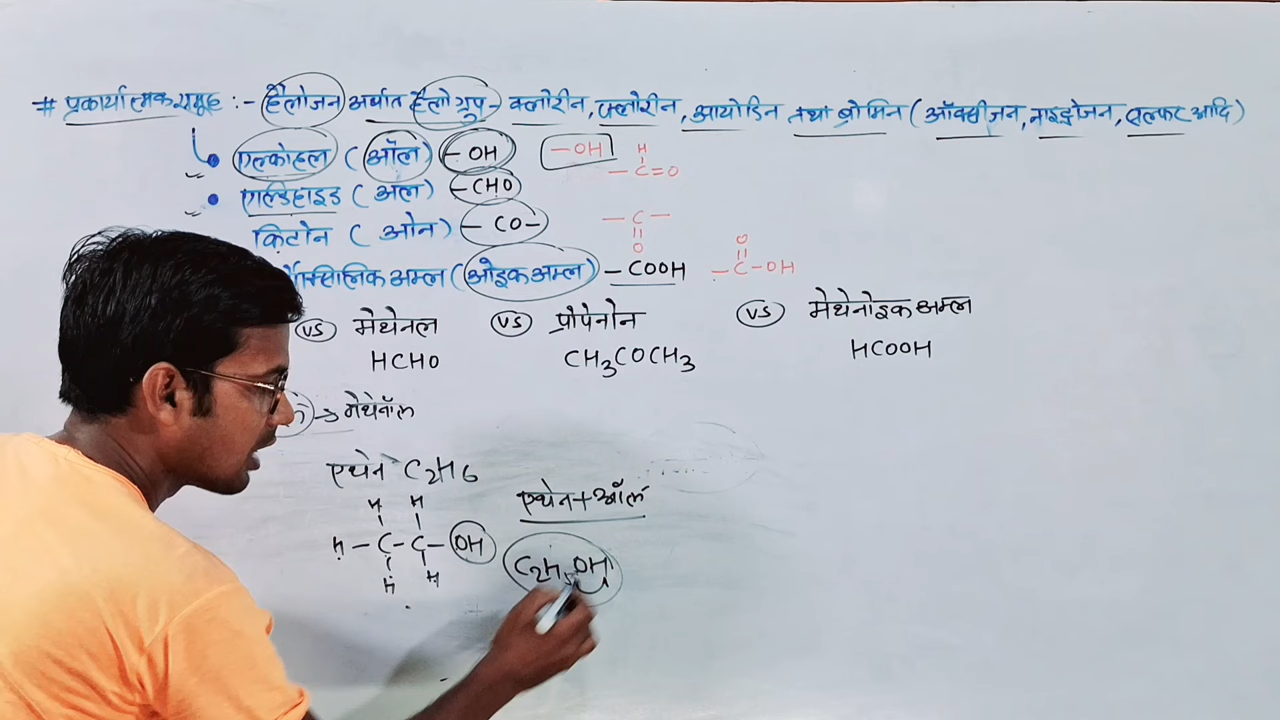 # प्रकार्यात्मक समूह :- हैलोजन अर्थात हैलो ग्रुप - क्लोरीन, फ्लोरीन, आयोडिन तथा ब्रोमिन ( ऑक्सीजन, नाइट्रोजन, सल्फर आदि )
• एल्कोहल ( ऑल ) - OH - OH
• एल्डिहाइड ( अल ) - CHO
H
- C = O
किटोन ( ओन ) - CO -
- C -
O
क्सिलिक अम्ल ( ओइक अम्ल ) - COOH
O
- C - OH
VS मेथेनल VS प्रोपेनोन VS मेथेनोइक अम्ल
HCHO CH3COCH3 HCOOH
→ मेथेनॉल
एथेन C2H6
एथेन + ऑल
H H
H - C - C - OH
H H
C2H5OH